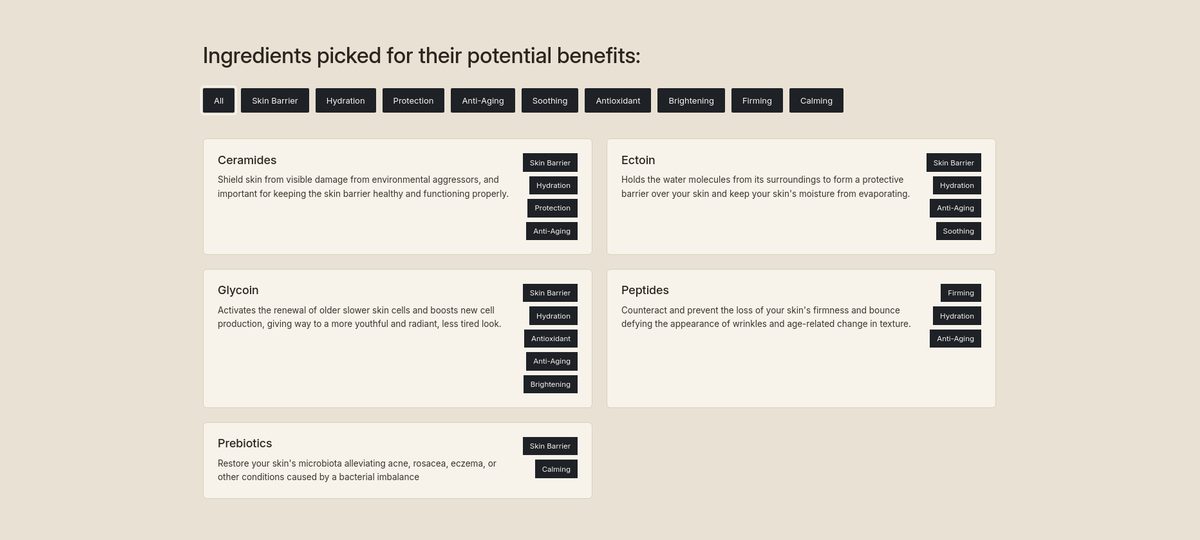 Ingredients picked for their potential benefits:
All Skin Barrier Hydration Protection Anti-Aging Soothing Antioxidant Brightening Firming Calming
Ceramides
Shield skin from visible damage from environmental aggressors, and
important for keeping the skin barrier healthy and functioning properly.
Skin Barrier
Hydration
Protection
Anti-Aging
Ectoin
Holds the water molecules from its surroundings to form a protective
barrier over your skin and keep your skin's moisture from evaporating.
Skin Barrier
Hydration
Anti-Aging
Soothing
Glycoin
Activates the renewal of older slower skin cells and boosts new cell
production, giving way to a more youthful and radiant, less tired look.
Skin Barrier
Hydration
Antioxidant
Anti-Aging
Brightening
Peptides
Counteract and prevent the loss of your skin's firmness and bounce
defying the appearance of wrinkles and age-related change in texture.
Firming
Hydration
Anti-Aging
Prebiotics
Restore your skin's microbiota alleviating acne, rosacea, eczema, or
other conditions caused by a bacterial imbalance
Skin Barrier
Calming